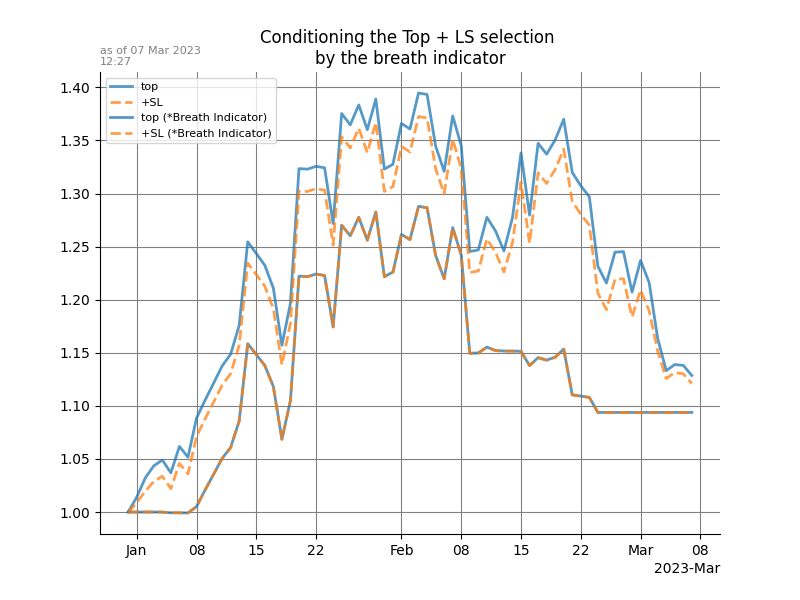 Conditioning the Top + LS selection
by the breath indicator
as of 07 Mar 2023
12:27
top
+SL
top (*Breath Indicator)
+SL (*Breath Indicator)
1.40
1.35
1.30
1.25
1.20
1.15
1.10
1.05
1.00
Jan 08 15 22 Feb 08 15 22 Mar 08
2023-Mar